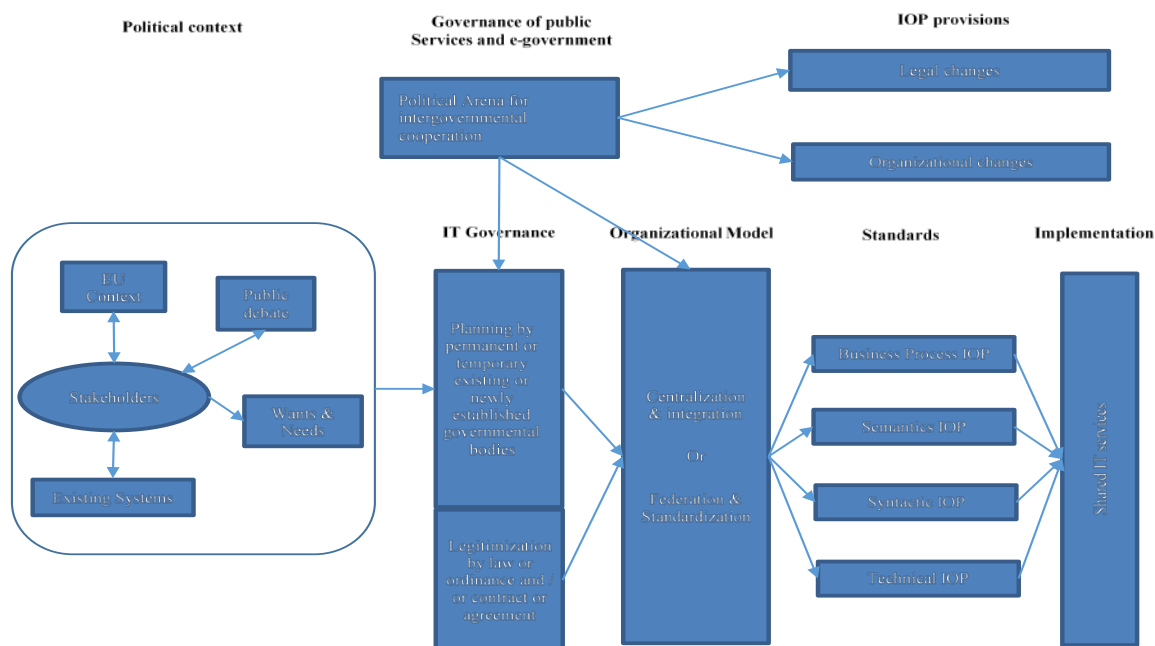 Political context
Governance of public
Services and e-government
IOP provisions
Political Arena for
intergovernmental
cooperation
Legal changes
Organizational changes
IT Governance
Organizational Model
Standards
Implementation
EU
Context
Public
debate
Stakeholders
Wants &
Needs
Existing Systems
Planning by
permanent or
temporary
existing or
newly
established
governmental
bodies
Legitimization
by law or
ordinance and /
or contract or
agreement
Centralization
& integration
Or
Federation &
Standardization
Business Process IOP
Semantics IOP
Syntactic IOP
Technical IOP
Shared IT services